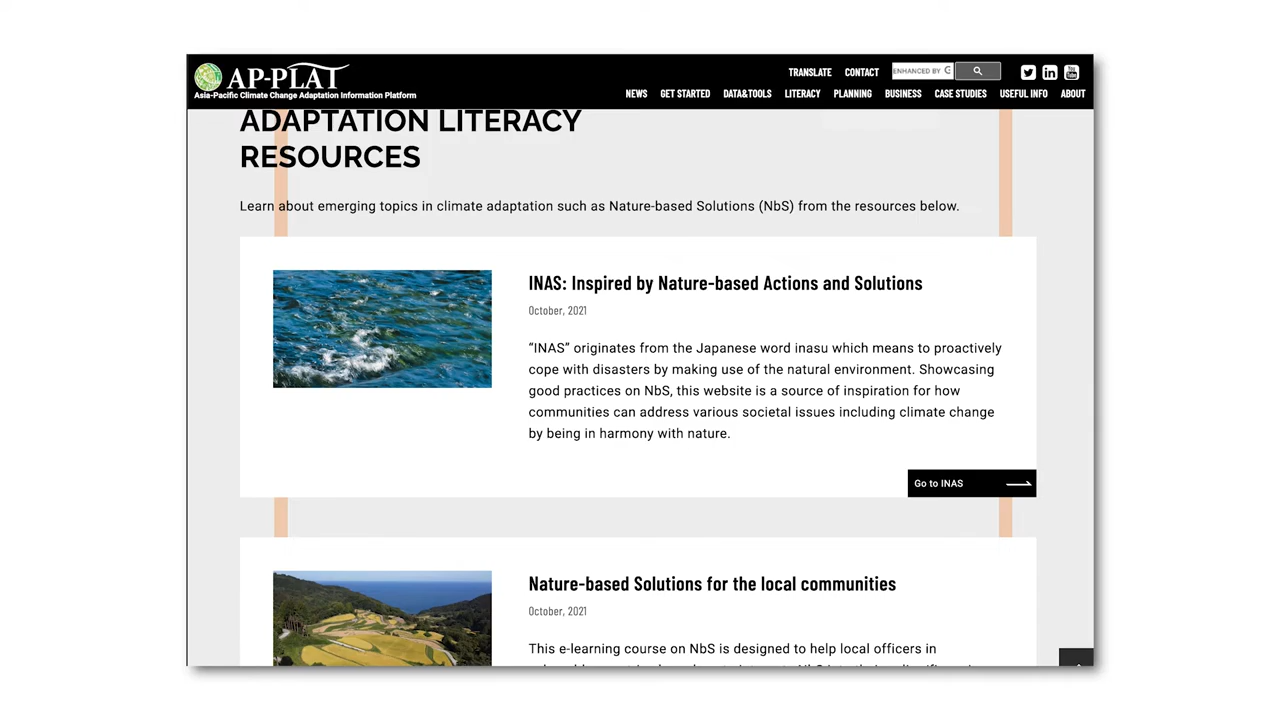 AP-PLAT
Asia-Pacific Climate Change Adaptation Information Platform
TRANSLATE CONTACT ENHANCED BY G
NEWS GET STARTED DATA&TOOLS LITERACY PLANNING BUSINESS CASE STUDIES USEFUL INFO ABOUT
ADAPTATION LITERACY
RESOURCES
Learn about emerging topics in climate adaptation such as Nature-based Solutions (NbS) from the resources below.
INAS: Inspired by Nature-based Actions and Solutions
October, 2021
“INAS” originates from the Japanese word inasu which means to proactively
cope with disasters by making use of the natural environment. Showcasing
good practices on NbS, this website is a source of inspiration for how
communities can address various societal issues including climate change
by being in harmony with nature.
Go to INAS
Nature-based Solutions for the local communities
October, 2021
This e-learning course on NbS is designed to help local officers in